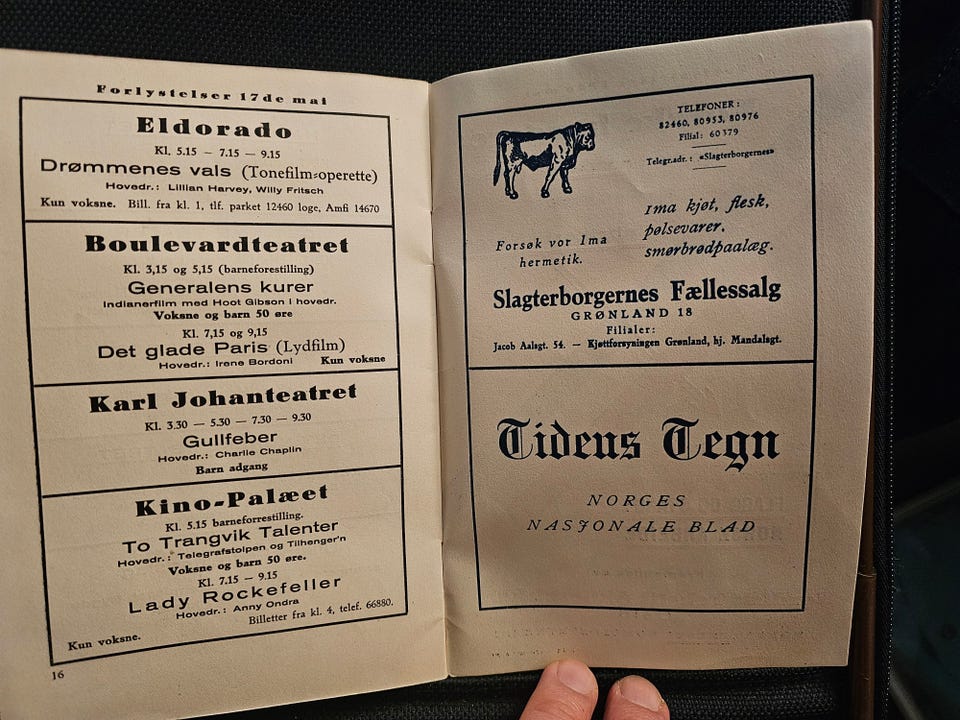 Forlystelser 17de mai
Eldorado
Kl. 5.15 — 7.15 — 9.15
Drømmenes vals (Tonefilm=operette)
Hovedr.: Lillian Harvey, Willy Fritsch
Kun voksne. Bill. fra kl. 1, tlf. parket 12460 loge, Amfi 14670
Boulevardteatret
Kl. 3,15 og 5,15 (barneforestilling)
Generalens kurer
Indianerfilm med Hoot Gibson i hovedr.
Voksne og barn 50 øre
Kl. 7,15 og 9,15
Det glade Paris (Lydfilm)
Hovedr.: Irene Bordoni Kun voksne
Karl Johanteatret
Kl. 3.30 — 5.30 — 7.30 — 9.30
Gullfeber
Hovedr.: Charlie Chaplin
Barn adgang
Kino-Palæet
Kl. 5.15 barneforrestilling.
To Trangvik Talenter
Hovedr.: Telegrafstolpen og Tilhenger'n
Voksne og barn 50 øre.
Kl. 7.15 — 9.15
Lady Rockefeller
Hovedr.: Anny Ondra
Billetter fra kl. 4, telef. 66880.
Kun voksne.
16
TELEFONER:
82460, 80953, 80976
Filial: 60379
Telegr.adr.: «Slagterborgernes»
Ima kjøt, flesk,
pølsevarer,
smørbrødpaalæg.
Forsøk vor Ima
hermetik.
Slagterborgernes Fællessalg
GRØNLAND 18
Filialer:
Jacob Aalsgt. 54. — Kjøttforsyningen Grønland, hj. Mandalsgt.
Tidens Tegn
NORGES
NASJONALE BLAD